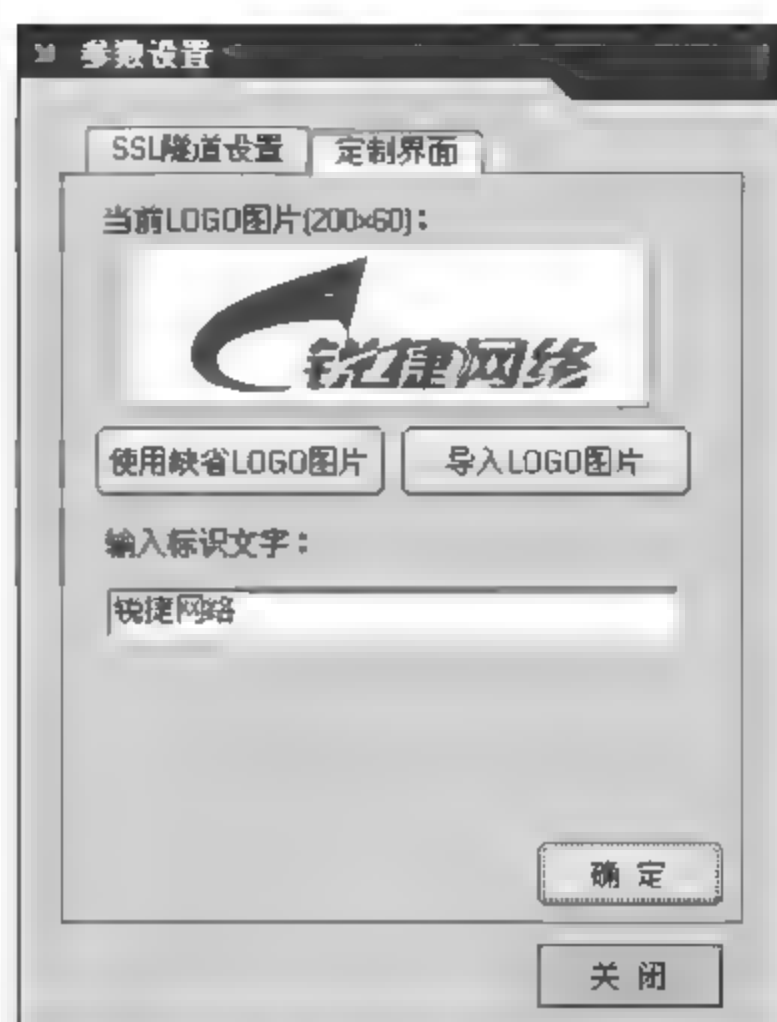 参数设置
SSL隧道设置 定制界面
当前LOGO图片(200×60)：
锐捷网络
使用缺省LOGO图片 导入LOGO图片
输入标识文字：
锐捷网络
确 定
关 闭